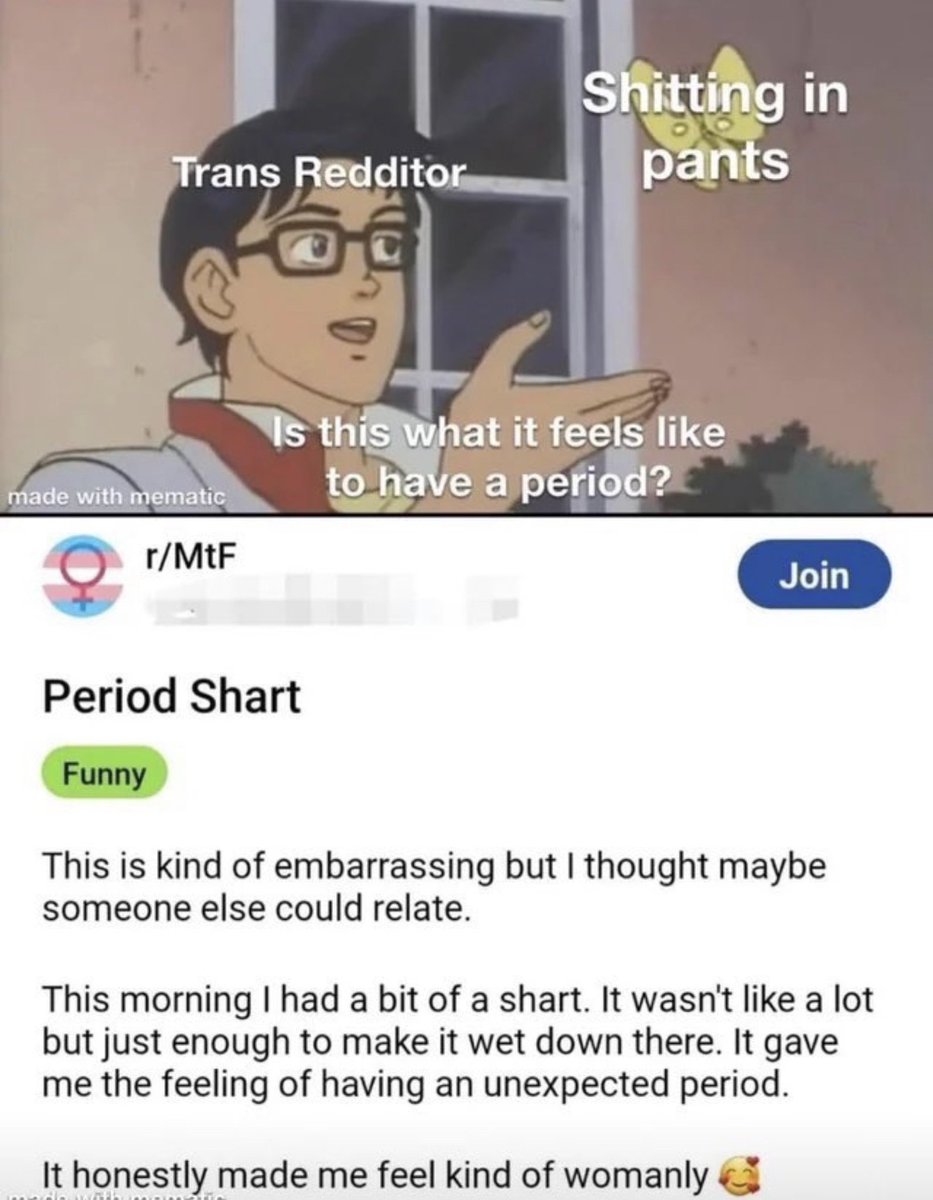 Shitting in
pants
Trans Redditor
Is this what it feels like
to have a period?
made with mematic
r/MtF
Join
Period Shart
Funny
This is kind of embarrassing but I thought maybe
someone else could relate.
This morning I had a bit of a shart. It wasn't like a lot
but just enough to make it wet down there. It gave
me the feeling of having an unexpected period.
It honestly made me feel kind of womanly 🥰
made with mematic